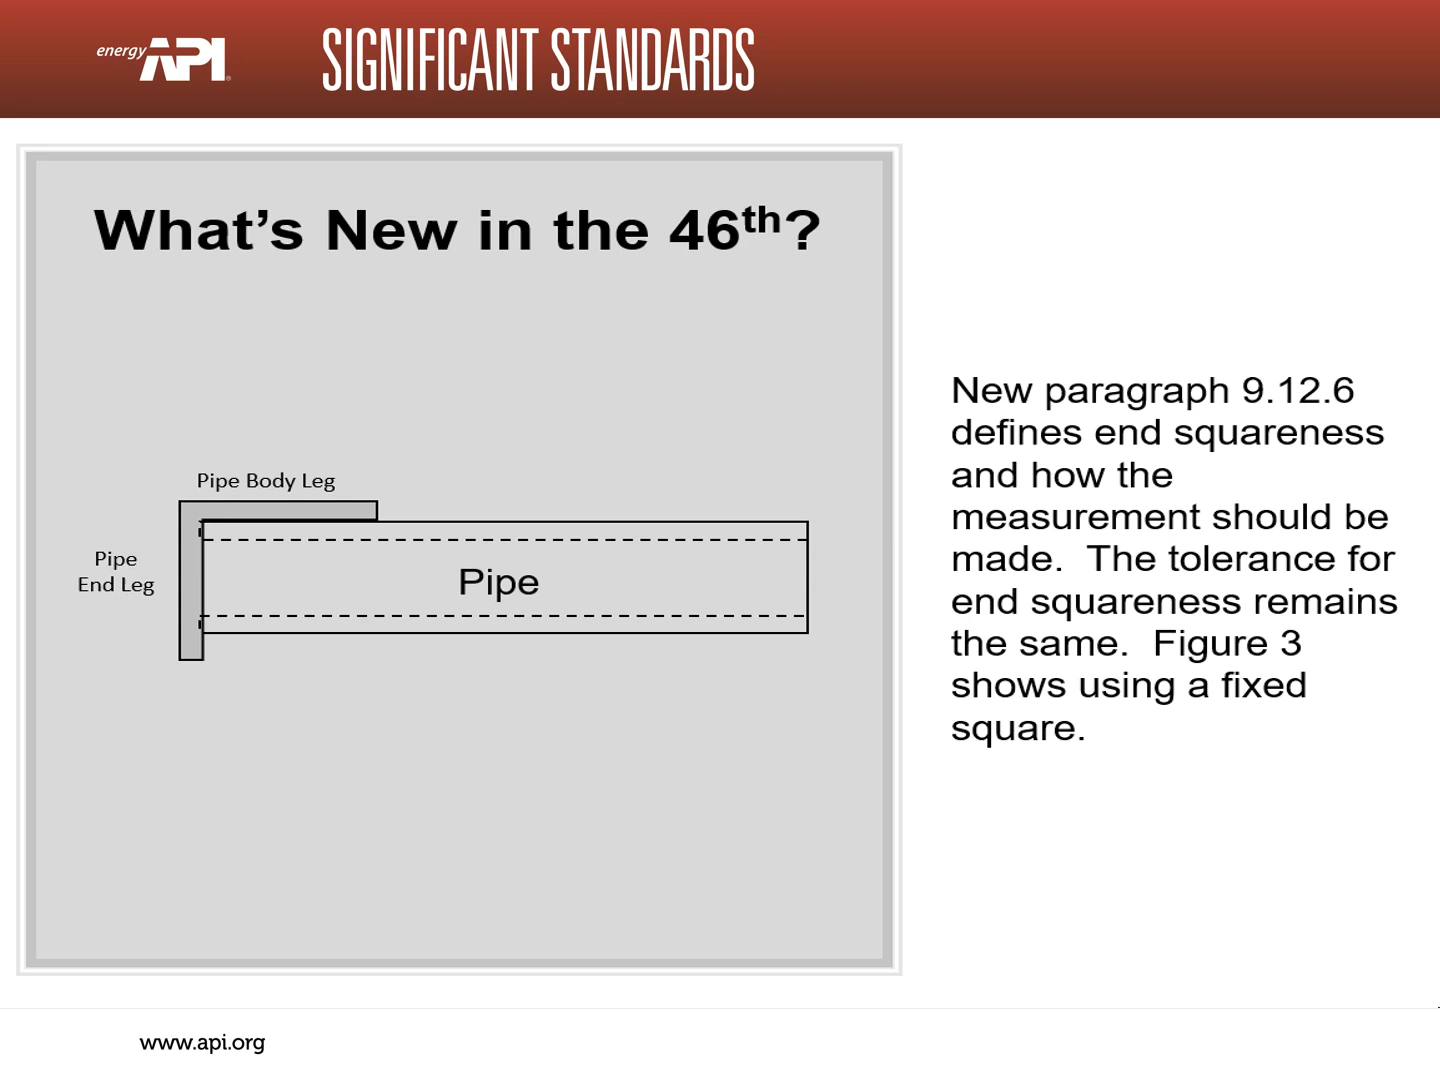 energy API®
SIGNIFICANT STANDARDS
What's New in the 46th?
Pipe Body Leg
Pipe
End Leg
Pipe
New paragraph 9.12.6
defines end squareness
and how the
measurement should be
made.  The tolerance for
end squareness remains
the same.  Figure 3
shows using a fixed
square.
www.api.org